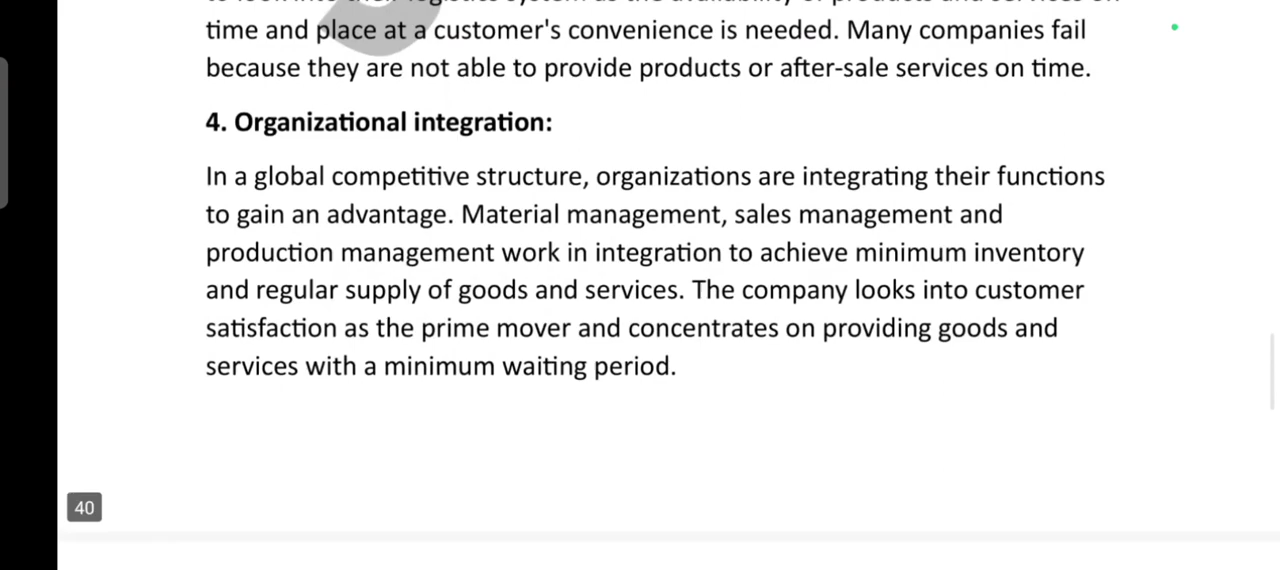 time and place at a customer's convenience is needed. Many companies fail
because they are not able to provide products or after-sale services on time.
4. Organizational integration:
In a global competitive structure, organizations are integrating their functions
to gain an advantage. Material management, sales management and
production management work in integration to achieve minimum inventory
and regular supply of goods and services. The company looks into customer
satisfaction as the prime mover and concentrates on providing goods and
services with a minimum waiting period.
40